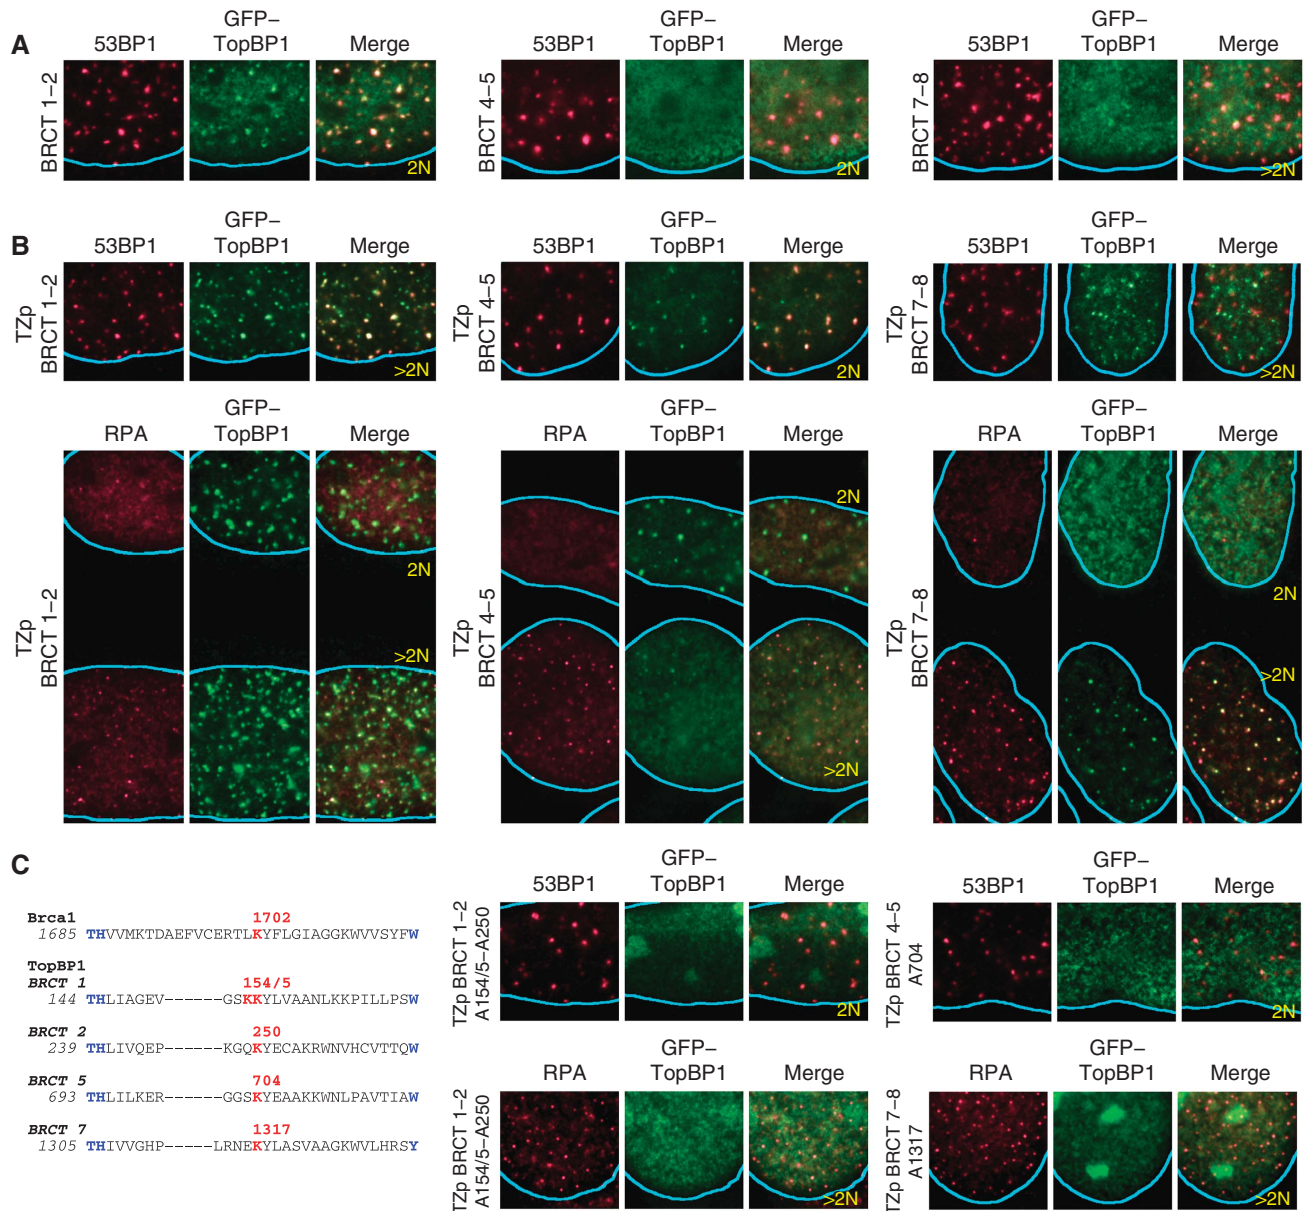 A
BRCT 1–2
53BP1
GFP–
TopBP1
Merge
2N
BRCT 4–5
53BP1
GFP–
TopBP1
Merge
2N
BRCT 7–8
53BP1
GFP–
TopBP1
Merge
>2N
B
TZp
BRCT 1–2
53BP1
GFP–
TopBP1
Merge
>2N
TZp
BRCT 4–5
53BP1
GFP–
TopBP1
Merge
2N
TZp
BRCT 7–8
53BP1
GFP–
TopBP1
Merge
>2N
TZp
BRCT 1–2
RPA
GFP–
TopBP1
Merge
2N
>2N
TZp
BRCT 4–5
RPA
GFP–
TopBP1
Merge
2N
>2N
TZp
BRCT 7–8
RPA
GFP–
TopBP1
Merge
2N
>2N
C
Brca1 1702
1685 THVVMKTDAEFVCERTLKYFLGIAGGKWVVSYFW
TopBP1
BRCT 1 154/5
144 THLIAGEV------GSKKYLVAANLKKPILLPSW
BRCT 2 250
239 THLIVQEP------KGQKYECAKRWNVHCVTTQW
BRCT 5 704
693 THLILKER------GGSKYEAAKKWNLPAVTIAW
BRCT 7 1317
1305 THIVVGHP-----LRNEKYLASVAAGKWVLHRSY
TZp BRCT 1–2
A154/5–A250
53BP1
GFP–
TopBP1
Merge
2N
TZp BRCT 4–5
A704
53BP1
GFP–
TopBP1
Merge
2N
TZp BRCT 1–2
A154/5–A250
RPA
GFP–
TopBP1
Merge
>2N
TZp BRCT 7–8
A1317
RPA
GFP–
TopBP1
Merge
>2N